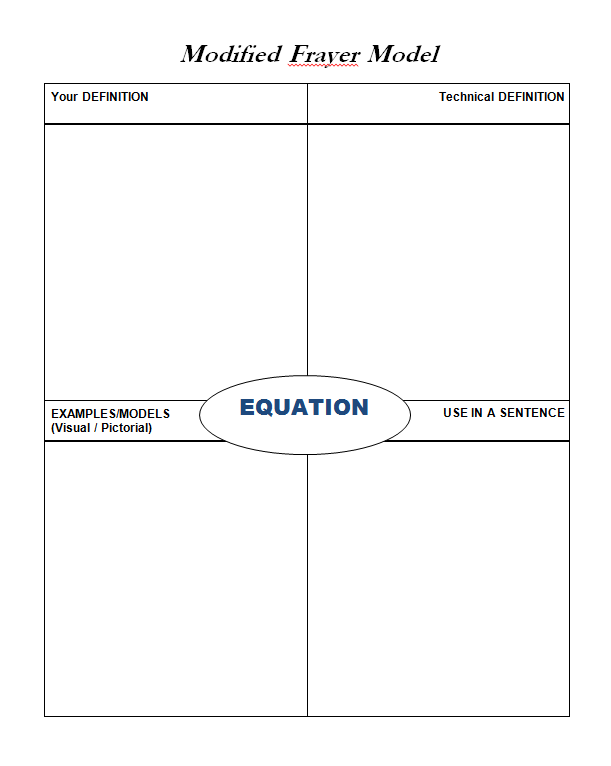 Modified Frayer Model
Your DEFINITION
Technical DEFINITION
EQUATION
EXAMPLES/MODELS
(Visual / Pictorial)
USE IN A SENTENCE